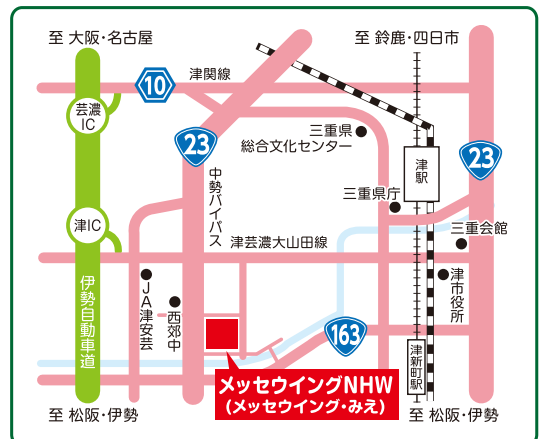 至 大阪・名古屋
至 鈴鹿・四日市
津関線
10
芸濃
IC
23
三重県
総合文化センター
23
津駅
中勢バイパス
三重県庁
津IC
三重会館
津芸濃大山田線
伊勢自動車道
JA津安芸
西郊中
津市役所
163
津新町駅
メッセウイングNHW
(メッセウイング・みえ)
至 松阪・伊勢
至 松阪・伊勢